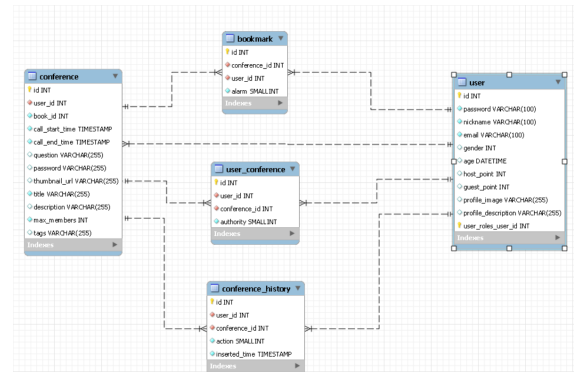 bookmark
id INT
conference_id INT
user_id INT
alarm SMALLINT
Indexes
conference
id INT
user_id INT
book_id INT
call_start_time TIMESTAMP
call_end_time TIMESTAMP
question VARCHAR(255)
password VARCHAR(255)
thumbnail_url VARCHAR(255)
title VARCHAR(255)
description VARCHAR(255)
max_members INT
tags VARCHAR(255)
Indexes
user
id INT
password VARCHAR(100)
nickname VARCHAR(100)
email VARCHAR(100)
gender INT
age DATETIME
host_point INT
guest_point INT
profile_image VARCHAR(255)
profile_description VARCHAR(255)
user_roles_user_id INT
Indexes
user_conference
id INT
user_id INT
conference_id INT
authority SMALLINT
Indexes
conference_history
id INT
user_id INT
conference_id INT
action SMALLINT
inserted_time TIMESTAMP
Indexes